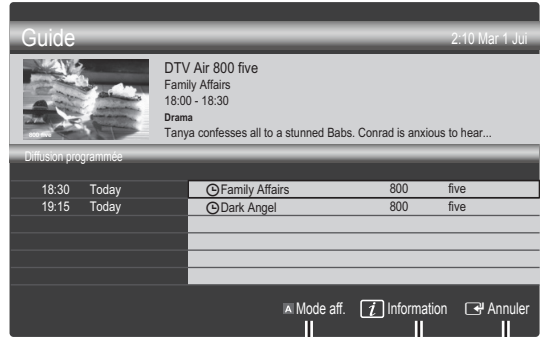 Guide 2:10 Mar 1 Jui
DTV Air 800 five
Family Affairs
18:00 - 18:30
Drama
Tanya confesses all to a stunned Babs. Conrad is anxious to hear...
800 five
Diffusion programmée
18:30 Today Family Affairs 800 five
19:15 Today Dark Angel 800 five
A Mode aff. i Information Annuler